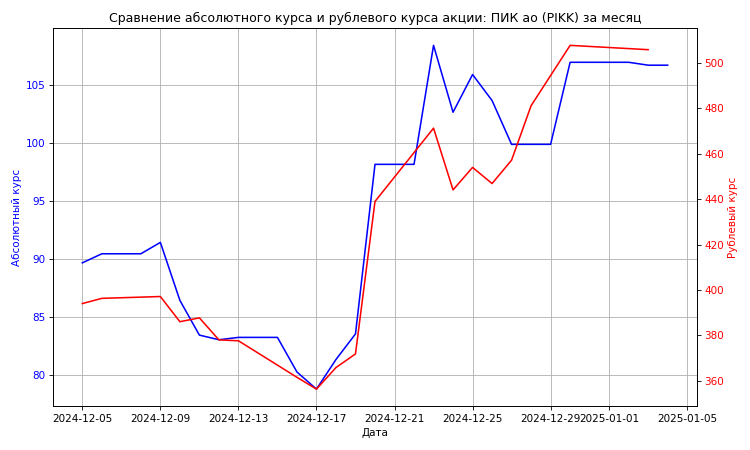 Сравнение абсолютного курса и рублевого курса акции: ПИК ао (PIKK) за месяц
Абсолютный курс
105
100
95
90
85
80
500
480
460
440
420
400
380
360
Рублевый курс
2024-12-05 2024-12-09 2024-12-13 2024-12-17 2024-12-21 2024-12-25 2024-12-29 2025-01-01 2025-01-05
Дата